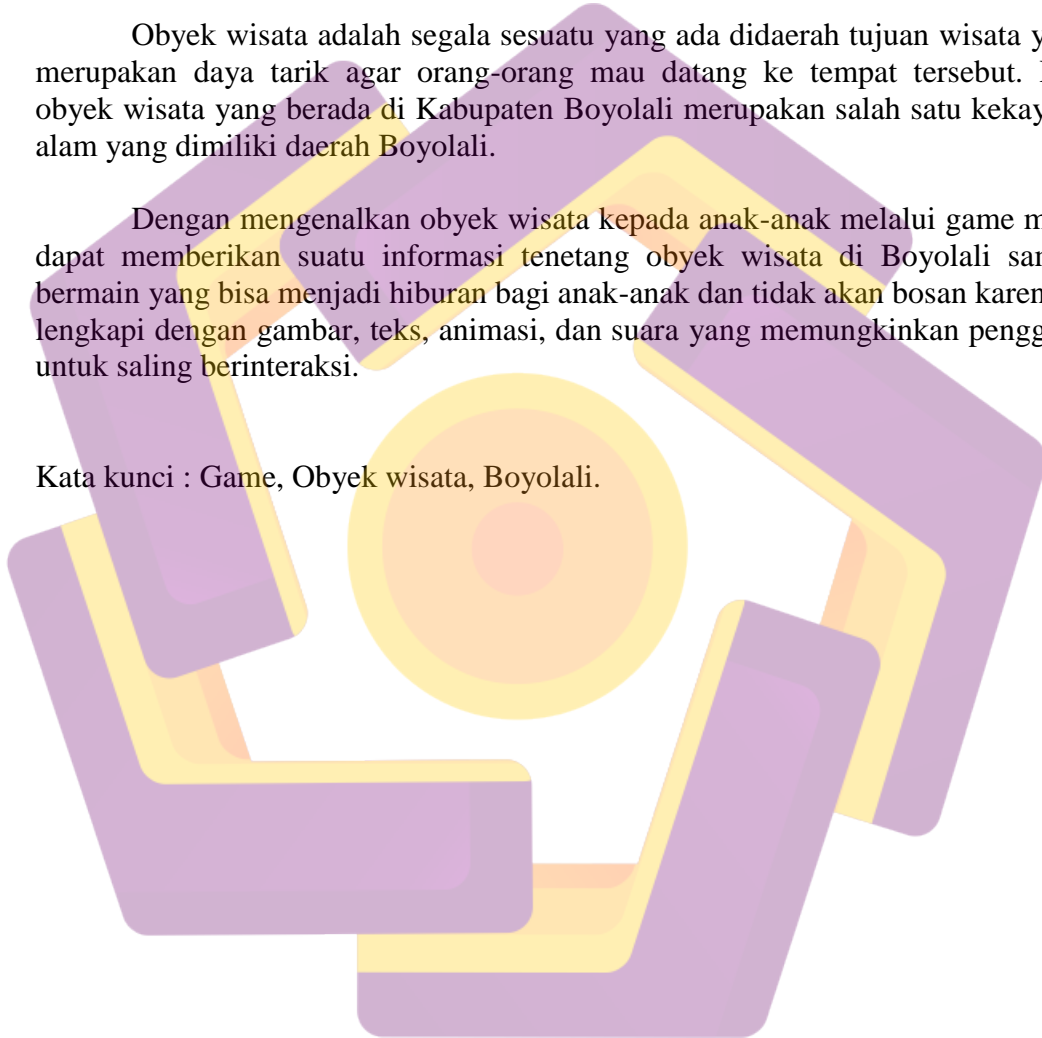 Obyek wisata adalah segala sesuatu yang ada didaerah tujuan wisata y
merupakan daya tarik agar orang-orang mau datang ke tempat tersebut.
obyek wisata yang berada di Kabupaten Boyolali merupakan salah satu kekay
alam yang dimiliki daerah Boyolali.
Dengan mengenalkan obyek wisata kepada anak-anak melalui game m
dapat memberikan suatu informasi tenetang obyek wisata di Boyolali sam
bermain yang bisa menjadi hiburan bagi anak-anak dan tidak akan bosan karen
lengkapi dengan gambar, teks, animasi, dan suara yang memungkinkan pengg
untuk saling berinteraksi.
Kata kunci : Game, Obyek wisata, Boyolali.